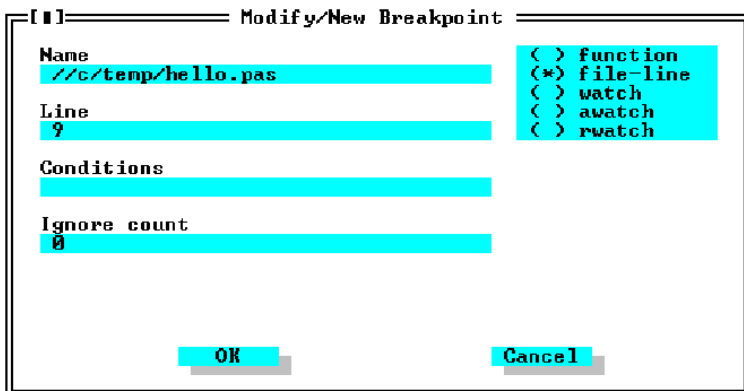 [■] Modify/New Breakpoint
Name
//c/temp/hello.pas
Line
9
Conditions
Ignore count
0
( ) function
(*) file-line
( ) watch
( ) awatch
( ) rwatch
OK
Cancel